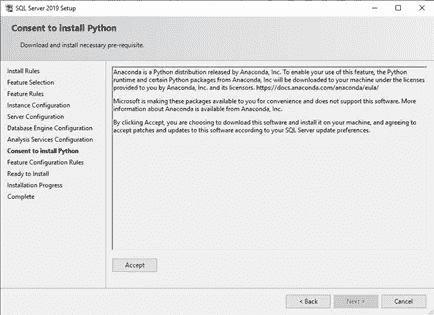 SQL Server 2019 Setup
Consent to install Python
Download and install necessary pre-requisite.
Install Rules
Feature Selection
Feature Rules
Instance Configuration
Server Configuration
Database Engine Configuration
Analysis Services Configuration
Consent to install Python
Feature Configuration Rules
Ready to Install
Installation Progress
Complete
Anaconda is a Python distribution released by Anaconda, Inc. To enable your use of this feature, the Python
runtime and certain Python packages from Anaconda, Inc will be downloaded to your machine under the licenses
provided to you by Anaconda, Inc. and its licensors. https://docs.anaconda.com/anaconda/eula/
Microsoft is making these packages available to you for convenience and does not support this software. More
information about Anaconda is available from Anaconda, Inc.
By clicking Accept, you are choosing to download this software and install it on your machine, and agreeing to
accept patches and updates to this software according to your SQL Server update preferences.
Accept
< Back
Next >
Cancel